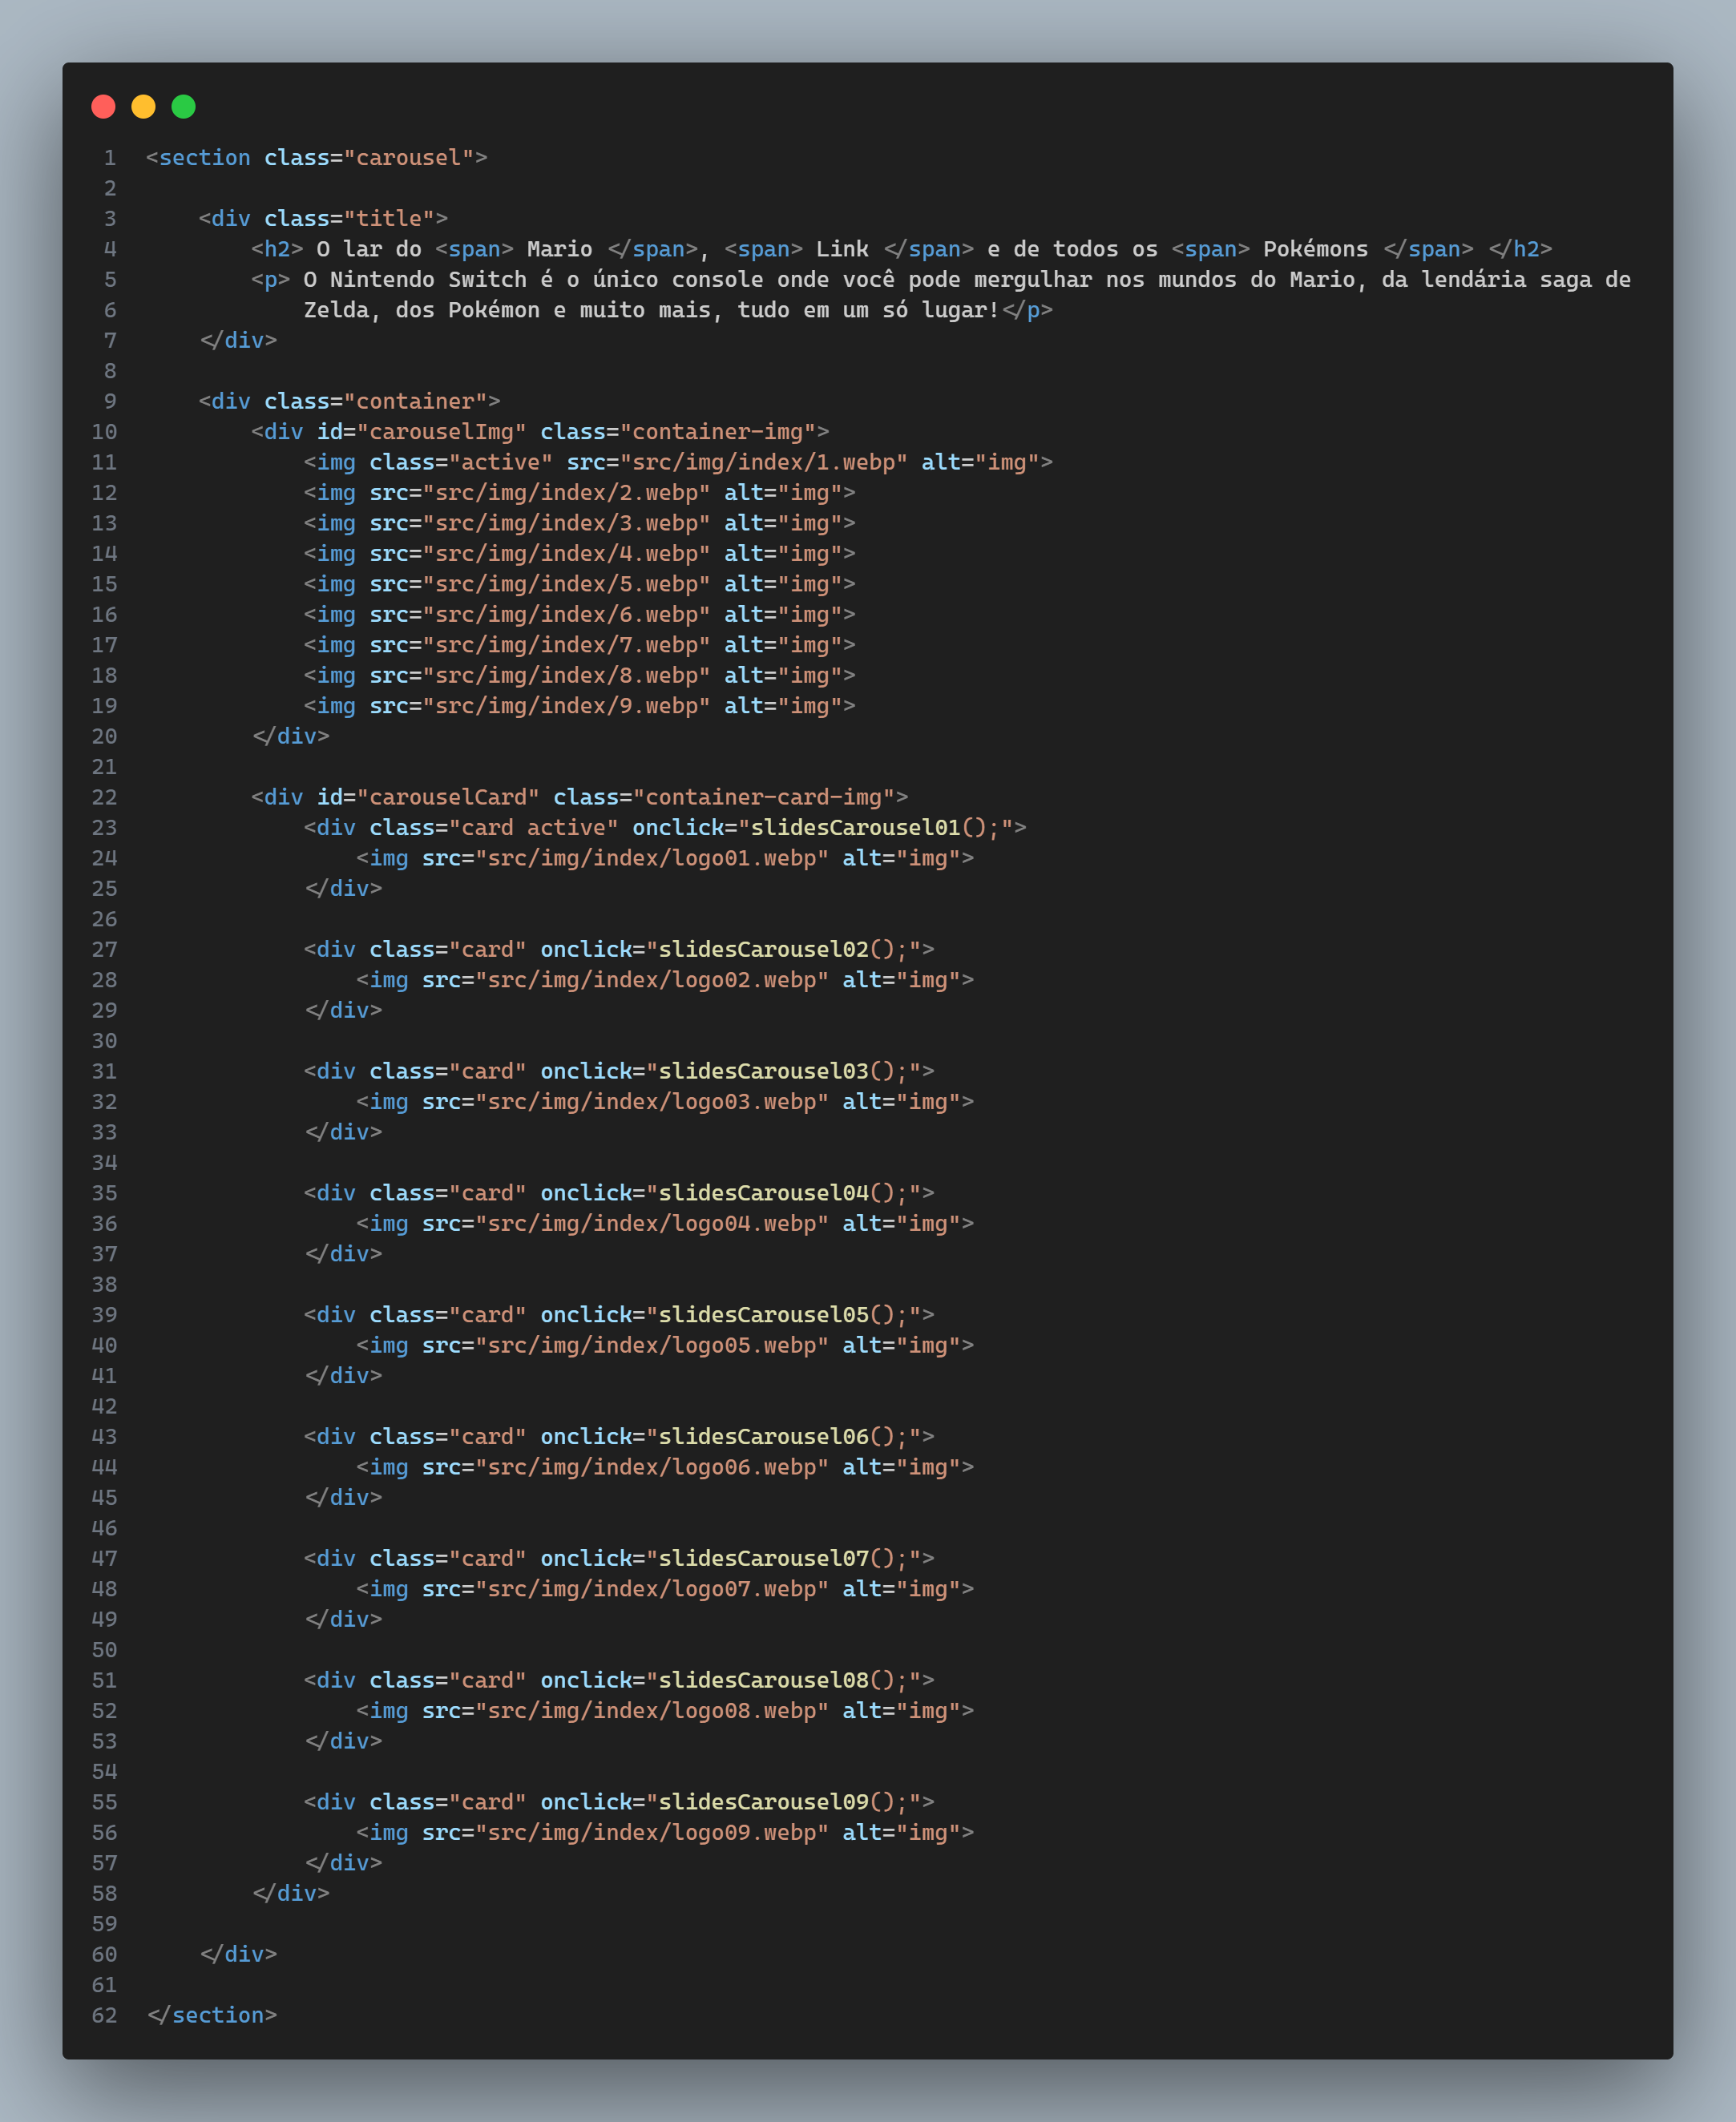 1 <section class="carousel">
2
3     <div class="title">
4         <h2> O lar do <span> Mario </span>, <span> Link </span> e de todos os <span> Pokémons </span> </h2>
5         <p> O Nintendo Switch é o único console onde você pode mergulhar nos mundos do Mario, da lendária saga de
6             Zelda, dos Pokémon e muito mais, tudo em um só lugar!</p>
7     </div>
8
9     <div class="container">
10         <div id="carouselImg" class="container-img">
11             <img class="active" src="src/img/index/1.webp" alt="img">
12             <img src="src/img/index/2.webp" alt="img">
13             <img src="src/img/index/3.webp" alt="img">
14             <img src="src/img/index/4.webp" alt="img">
15             <img src="src/img/index/5.webp" alt="img">
16             <img src="src/img/index/6.webp" alt="img">
17             <img src="src/img/index/7.webp" alt="img">
18             <img src="src/img/index/8.webp" alt="img">
19             <img src="src/img/index/9.webp" alt="img">
20         </div>
21
22         <div id="carouselCard" class="container-card-img">
23             <div class="card active" onclick="slidesCarousel01();">
24                 <img src="src/img/index/logo01.webp" alt="img">
25             </div>
26
27             <div class="card" onclick="slidesCarousel02();">
28                 <img src="src/img/index/logo02.webp" alt="img">
29             </div>
30
31             <div class="card" onclick="slidesCarousel03();">
32                 <img src="src/img/index/logo03.webp" alt="img">
33             </div>
34
35             <div class="card" onclick="slidesCarousel04();">
36                 <img src="src/img/index/logo04.webp" alt="img">
37             </div>
38
39             <div class="card" onclick="slidesCarousel05();">
40                 <img src="src/img/index/logo05.webp" alt="img">
41             </div>
42
43             <div class="card" onclick="slidesCarousel06();">
44                 <img src="src/img/index/logo06.webp" alt="img">
45             </div>
46
47             <div class="card" onclick="slidesCarousel07();">
48                 <img src="src/img/index/logo07.webp" alt="img">
49             </div>
50
51             <div class="card" onclick="slidesCarousel08();">
52                 <img src="src/img/index/logo08.webp" alt="img">
53             </div>
54
55             <div class="card" onclick="slidesCarousel09();">
56                 <img src="src/img/index/logo09.webp" alt="img">
57             </div>
58         </div>
59
60     </div>
61
62 </section>